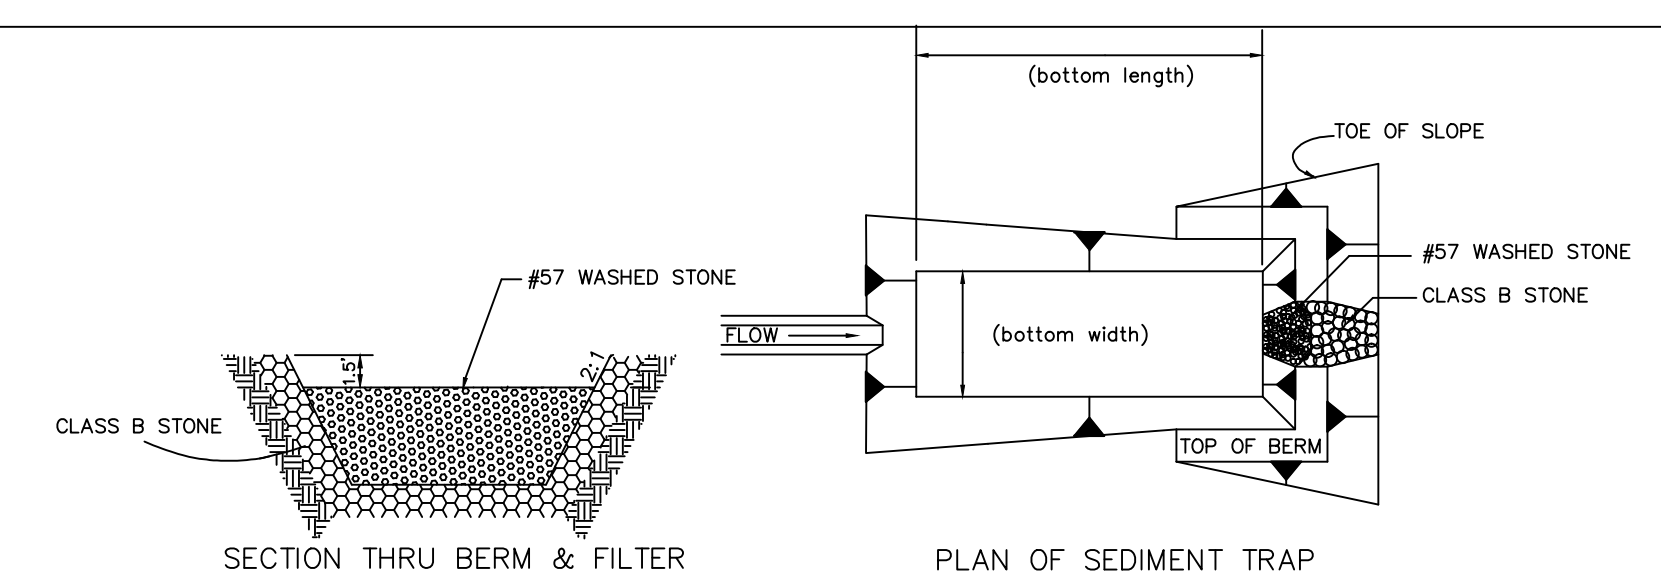 (bottom length)
TOE OF SLOPE
#57 WASHED STONE
CLASS B STONE
FLOW
(bottom width)
TOP OF BERM
PLAN OF SEDIMENT TRAP
#57 WASHED STONE
1.5'
2:1
CLASS B STONE
SECTION THRU BERM & FILTER